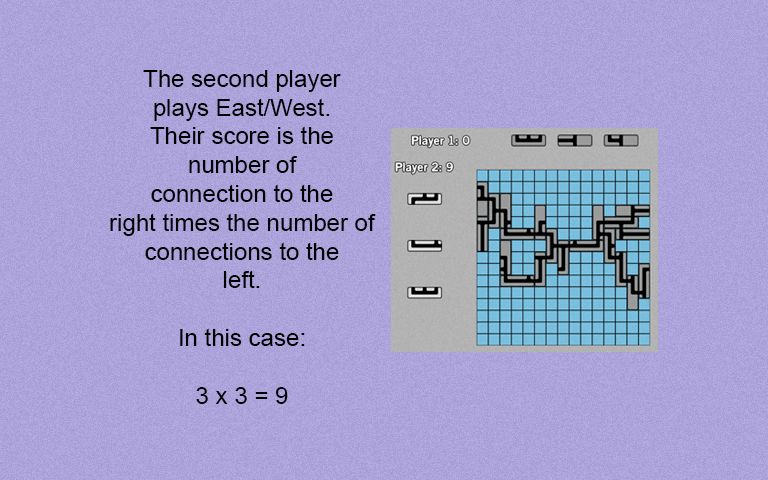 The second player
plays East/West.
Their score is the
number of
connection to the
right times the number of
connections to the
left.
In this case:
3 x 3 = 9
Player 1: 0
Player 2: 9